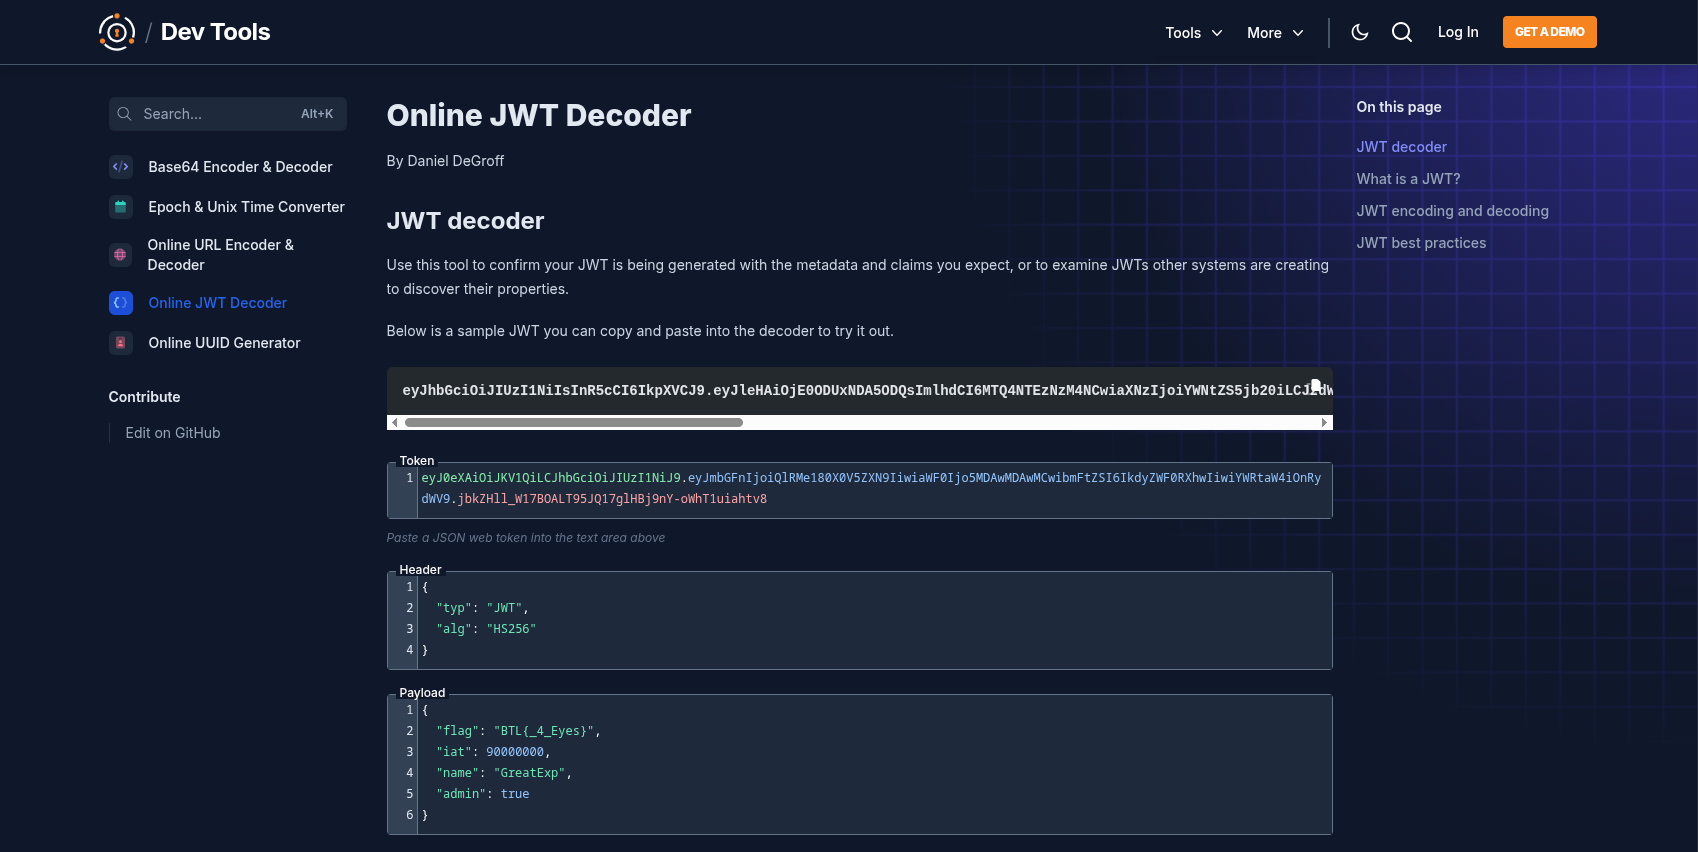 / Dev Tools
Tools
More
Log In
GET A DEMO
Search...
Alt+K
Base64 Encoder & Decoder
Epoch & Unix Time Converter
Online URL Encoder &
Decoder
Online JWT Decoder
Online UUID Generator
Contribute
Edit on GitHub
Online JWT Decoder
By Daniel DeGroff
JWT decoder
Use this tool to confirm your JWT is being generated with the metadata and claims you expect, or to examine JWTs other systems are creating
to discover their properties.
Below is a sample JWT you can copy and paste into the decoder to try it out.
eyJhbGciOiJIUzI1NiIsInR5cCI6IkpXVCJ9.eyJleHAiOjE0ODUxNDA5ODQsImlhdCI6MTQ4NTEzNzM4NCwiaXNzIjoiYWNtZS5jb20iLCJzdW
Token
1 eyJ0eXAiOiJKV1QiLCJhbGciOiJIUzI1NiJ9.eyJmbGFnIjoiQlRMe180X0V5ZXN9IiwiaWF0Ijo5MDAwMDAwMCwibmFtZSI6IkdyZWF0RXhwIiwiYWRtaW4iOnRy
dWV9.jbkZHll_W17BOALT95JQ17glHBj9nY-oWhT1uiahtv8
Paste a JSON web token into the text area above
Header
1 {
2 "typ": "JWT",
3 "alg": "HS256"
4 }
Payload
1 {
2 "flag": "BTL{_4_Eyes}",
3 "iat": 90000000,
4 "name": "GreatExp",
5 "admin": true
6 }
On this page
JWT decoder
What is a JWT?
JWT encoding and decoding
JWT best practices